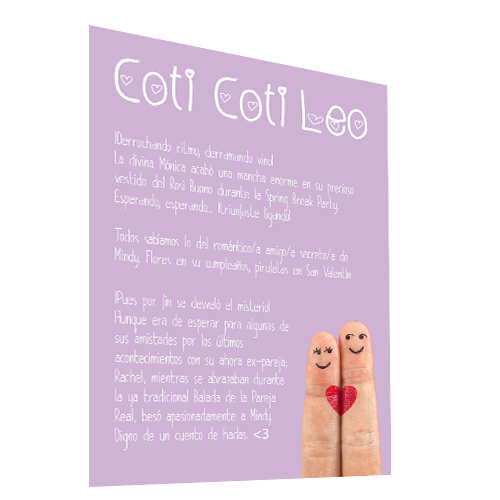 Coti Coti Leo
¡Derrochando ritmo, derramando vino!
La divina Mónica acabó una mancha enorme en su precioso
vestido del Rosi Buono durante la Spring Break Party.
Esperando, esperando... ¡triunfaste ligando!
Todos sabíamos lo del romántico/a amigo/a secreto/a de
Mindy. Flores en su cumpleaños, piruletas en San Valentín
¡Pues por fin se desveló el misterio!
Aunque era de esperar para algunas de
sus amistades por los últimos
acontecimientos con su ahora ex-pareja;
Rachel, mientras se abrazaban durante
la ya tradicional Balada de la Pareja
Real, besó apasionadamente a Mindy.
Digno de un cuento de hadas. <3